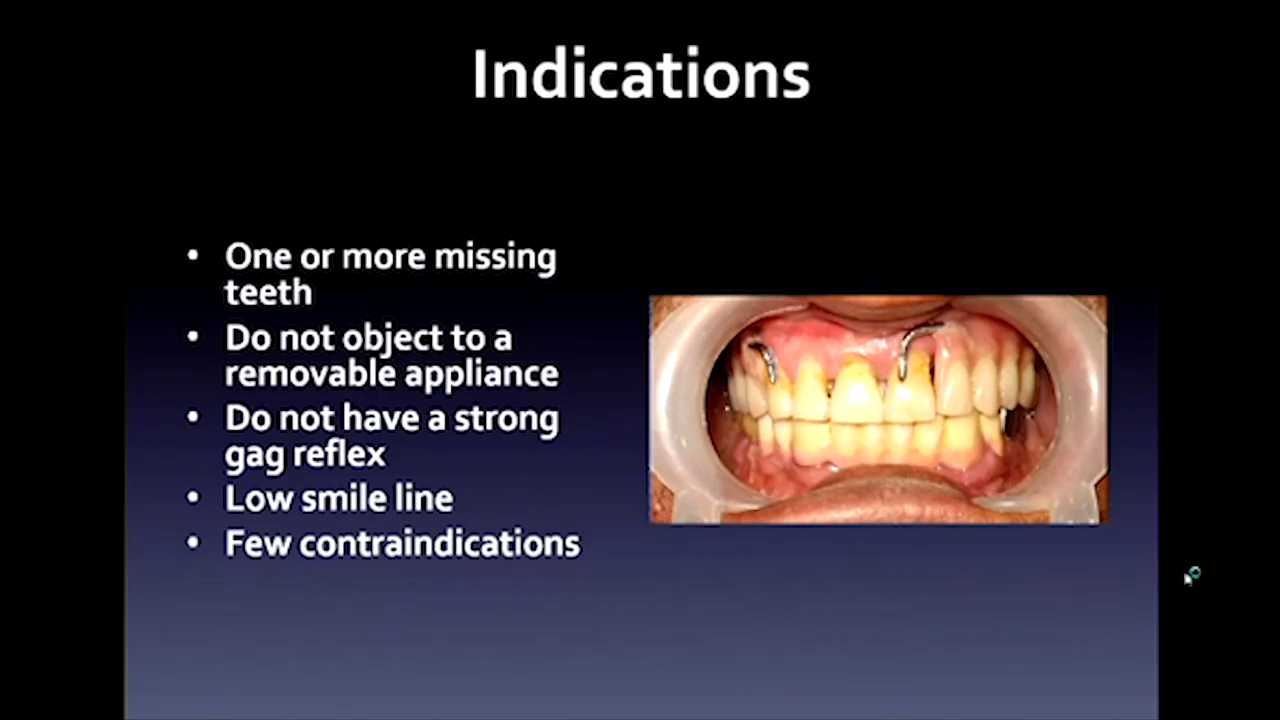 Indications
• One or more missing
teeth
• Do not object to a
removable appliance
• Do not have a strong
gag reflex
• Low smile line
• Few contraindications